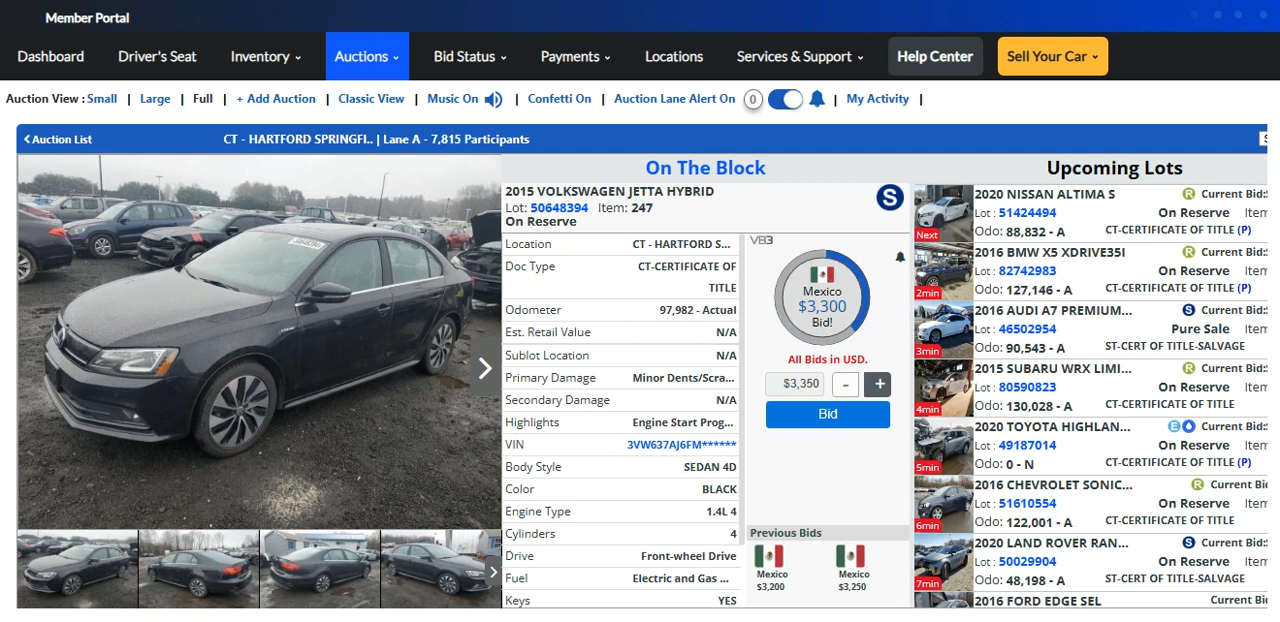 Member Portal
Dashboard Driver's Seat Inventory Auctions Bid Status Payments Locations Services & Support Help Center Sell Your Car
Auction View : Small | Large | Full | + Add Auction | Classic View | Music On | Confetti On | Auction Lane Alert On 0 | My Activity |
Auction List CT - HARTFORD SPRINGFI.. | Lane A - 7,815 Participants S
On The Block
2015 VOLKSWAGEN JETTA HYBRID
Lot: 50648394 Item: 247
On Reserve
S
Location CT - HARTFORD S...
Doc Type CT-CERTIFICATE OF
TITLE
Odometer 97,982 - Actual
Est. Retail Value N/A
Sublot Location N/A
Primary Damage Minor Dents/Scra...
Secondary Damage N/A
Highlights Engine Start Prog...
VIN 3VW637AJ6FM******
Body Style SEDAN 4D
Color BLACK
Engine Type 1.4L 4
Cylinders 4
Drive Front-wheel Drive
Fuel Electric and Gas ...
Keys YES
VB3
Mexico
$3,300
Bid!
All Bids in USD.
$3,350 - +
Bid
Previous Bids
Mexico Mexico
$3,200 $3,250
Upcoming Lots
2020 NISSAN ALTIMA S R Current Bid:
Lot : 51424494 On Reserve Item
Odo: 88,832 - A CT-CERTIFICATE OF TITLE (P)
Next
2016 BMW X5 XDRIVE35I R Current Bid:
Lot : 82742983 On Reserve Item
Odo: 127,146 - A CT-CERTIFICATE OF TITLE (P)
2min
2016 AUDI A7 PREMIUM... S Current Bid:
Lot : 46502954 Pure Sale Item
Odo: 90,543 - A ST-CERT OF TITLE-SALVAGE
3min
2015 SUBARU WRX LIMI... R Current Bid:
Lot : 80590823 On Reserve Item
Odo: 130,028 - A CT-CERTIFICATE OF TITLE
4min
2020 TOYOTA HIGHLAN... E Current Bid:
Lot : 49187014 On Reserve Item
Odo: 0 - N CT-CERTIFICATE OF TITLE (P)
5min
2016 CHEVROLET SONIC... R Current Bid
Lot : 51610554 On Reserve Item
Odo: 122,001 - A CT-CERTIFICATE OF TITLE
6min
2020 LAND ROVER RAN... S Current Bid:
Lot : 50029904 On Reserve Item
Odo: 48,198 - A ST-CERT OF TITLE-SALVAGE
7min
2016 FORD EDGE SEL Current Bid